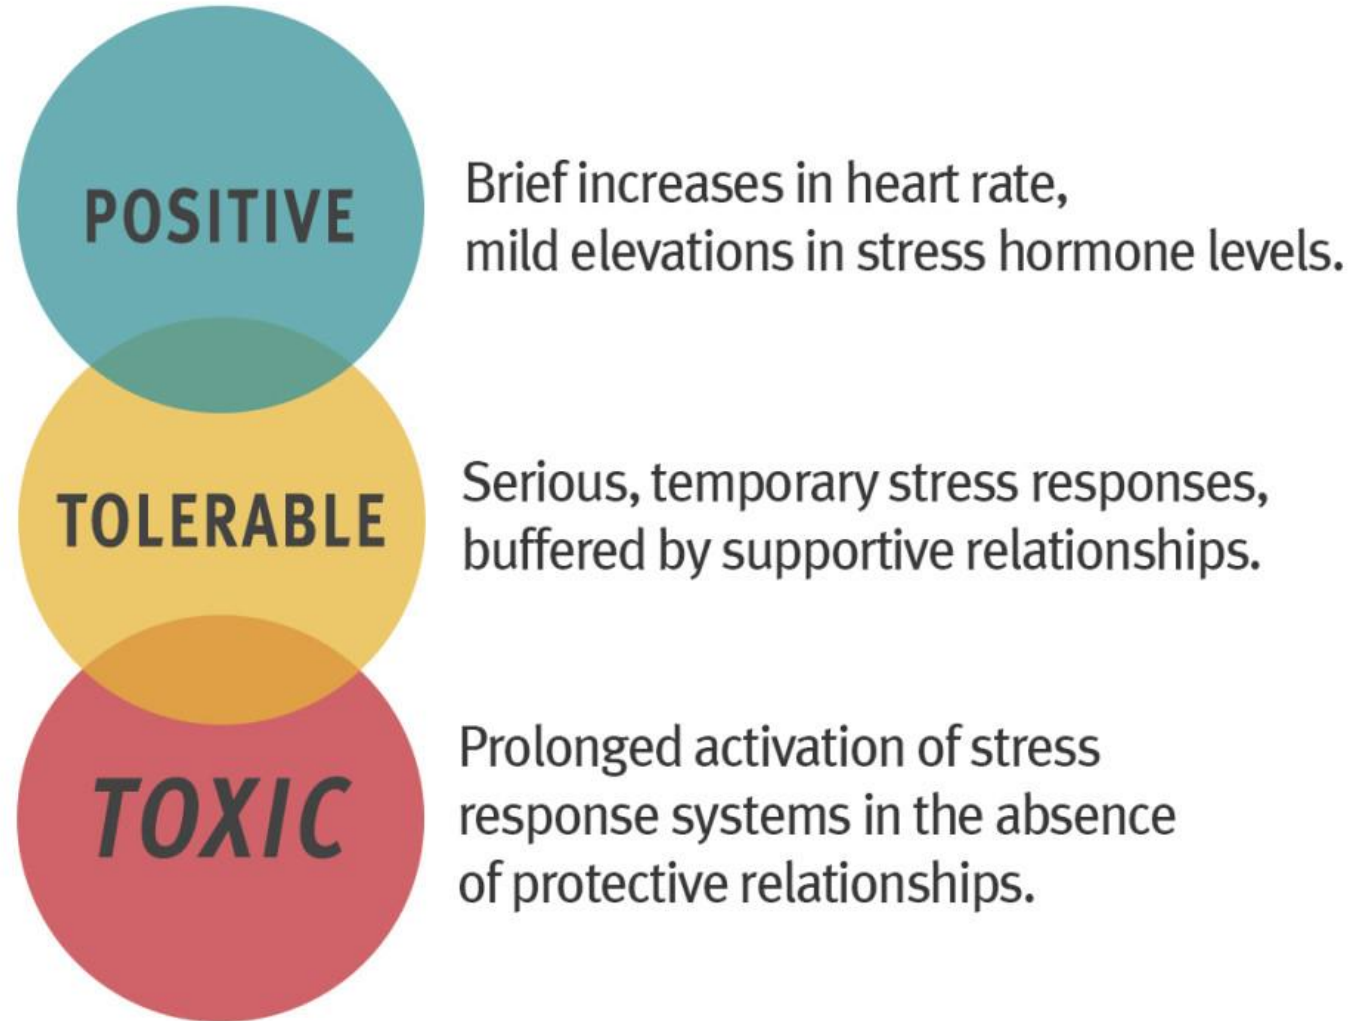 POSITIVE
Brief increases in heart rate,
mild elevations in stress hormone levels.
TOLERABLE
Serious, temporary stress responses,
buffered by supportive relationships.
TOXIC
Prolonged activation of stress
response systems in the absence
of protective relationships.